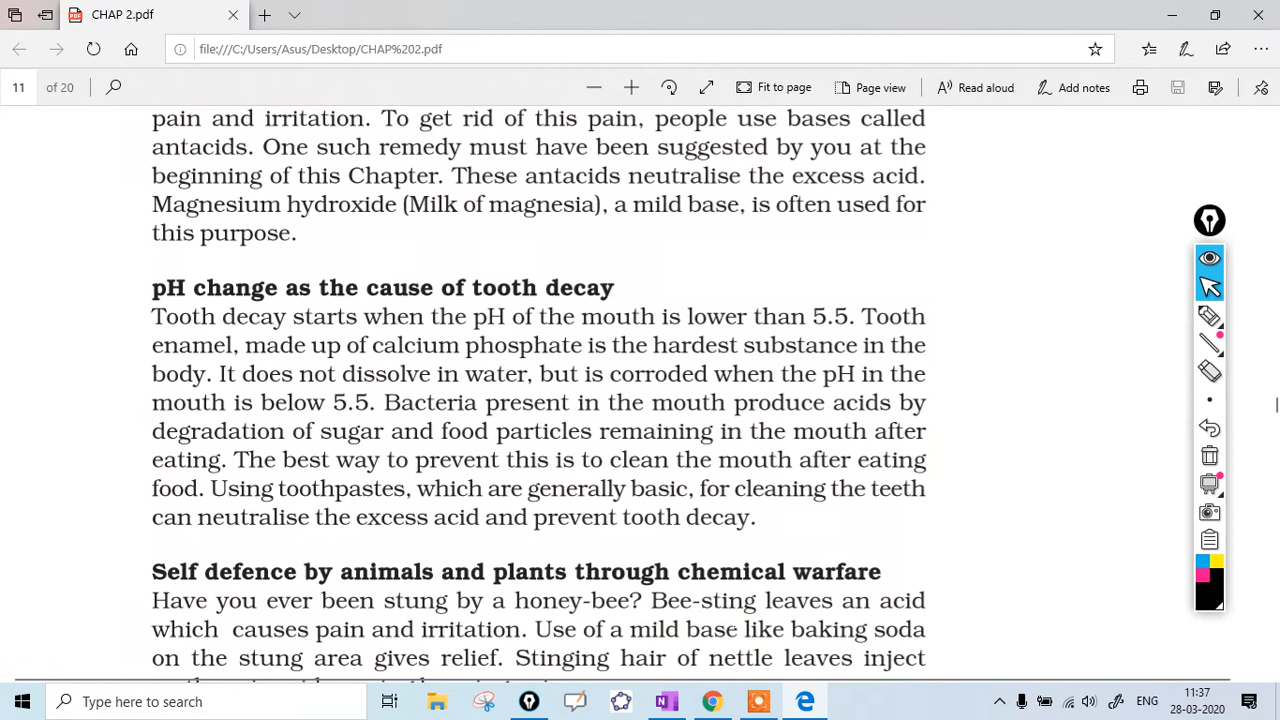 CHAP 2.pdf
file:///C:/Users/Asus/Desktop/CHAP%202.pdf
11 of 20 Fit to page Page view Read aloud Add notes
pain and irritation. To get rid of this pain, people use bases called
antacids. One such remedy must have been suggested by you at the
beginning of this Chapter. These antacids neutralise the excess acid.
Magnesium hydroxide (Milk of magnesia), a mild base, is often used for
this purpose.
pH change as the cause of tooth decay
Tooth decay starts when the pH of the mouth is lower than 5.5. Tooth
enamel, made up of calcium phosphate is the hardest substance in the
body. It does not dissolve in water, but is corroded when the pH in the
mouth is below 5.5. Bacteria present in the mouth produce acids by
degradation of sugar and food particles remaining in the mouth after
eating. The best way to prevent this is to clean the mouth after eating
food. Using toothpastes, which are generally basic, for cleaning the teeth
can neutralise the excess acid and prevent tooth decay.
Self defence by animals and plants through chemical warfare
Have you ever been stung by a honey-bee? Bee-sting leaves an acid
which causes pain and irritation. Use of a mild base like baking soda
on the stung area gives relief. Stinging hair of nettle leaves inject
Type here to search
ENG
11:37
28-03-2020